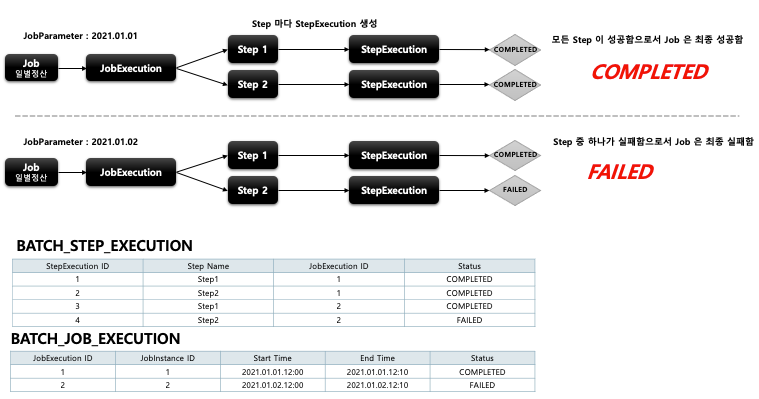 Step 마다 StepExecution 생성
JobParameter : 2021.01.01
Job
일별정산
JobExecution
Step 1
StepExecution
COMPLETED
Step 2
StepExecution
COMPLETED
모든 Step 이 성공함으로서 Job 은 최종 성공함
COMPLETED
JobParameter : 2021.01.02
Job
일별정산
JobExecution
Step 1
StepExecution
COMPLETED
Step 2
StepExecution
FAILED
Step 중 하나가 실패함으로서 Job 은 최종 실패함
FAILED
BATCH_STEP_EXECUTION
StepExecution ID Step Name JobExecution ID Status
1 Step1 1 COMPLETED
2 Step2 1 COMPLETED
3 Step1 2 COMPLETED
4 Step2 2 FAILED
BATCH_JOB_EXECUTION
JobExecution ID JobInstance ID Start Time End Time Status
1 1 2021.01.01.12:00 2021.01.01.12:10 COMPLETED
2 2 2021.01.02.12:00 2021.01.02.12:10 FAILED